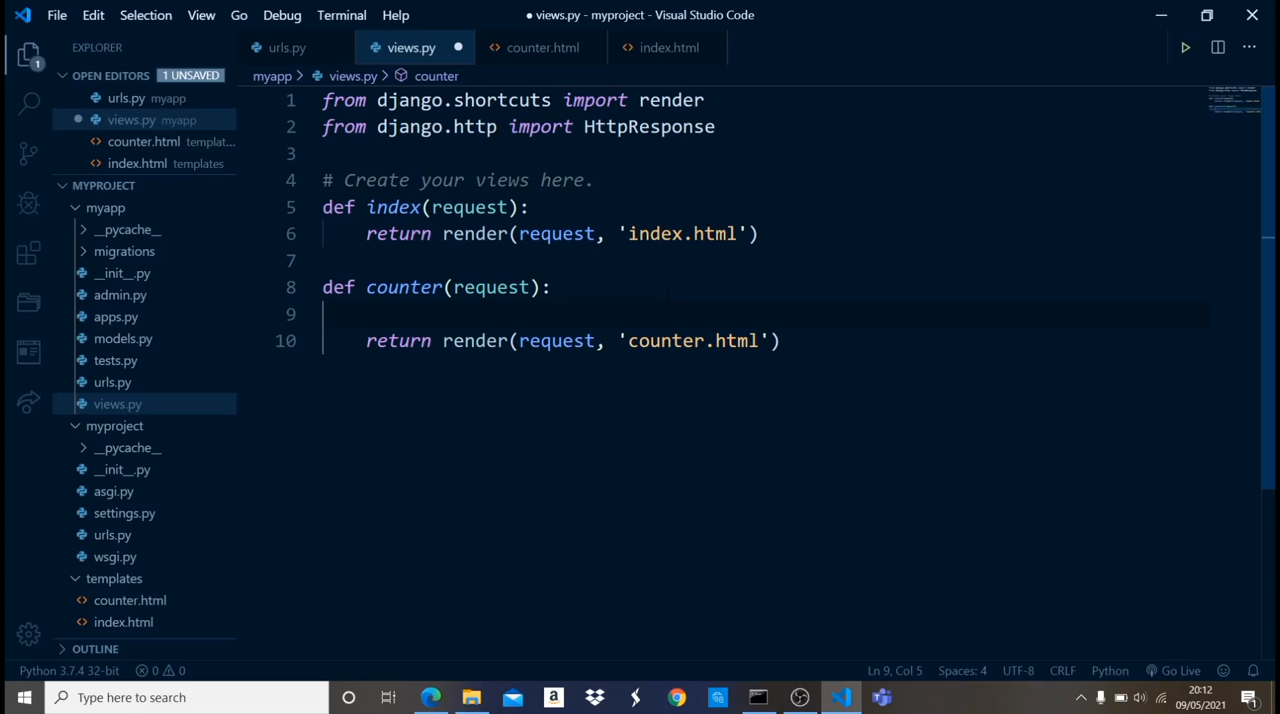 File Edit Selection View Go Debug Terminal Help ● views.py - myproject - Visual Studio Code
EXPLORER
urls.py views.py counter.html index.html
OPEN EDITORS 1 UNSAVED
urls.py myapp
views.py myapp
counter.html templat...
index.html templates
MYPROJECT
myapp
__pycache__
migrations
__init__.py
admin.py
apps.py
models.py
tests.py
urls.py
views.py
myproject
__pycache__
__init__.py
asgi.py
settings.py
urls.py
wsgi.py
templates
counter.html
index.html
OUTLINE
myapp > views.py > counter
1 from django.shortcuts import render
2 from django.http import HttpResponse
3
4 # Create your views here.
5 def index(request):
6 return render(request, 'index.html')
7
8 def counter(request):
9
10 return render(request, 'counter.html')
Python 3.7.4 32-bit 0 0 Ln 9, Col 5 Spaces: 4 UTF-8 CRLF Python Go Live
1
Type here to search
20:12
09/05/2021
1